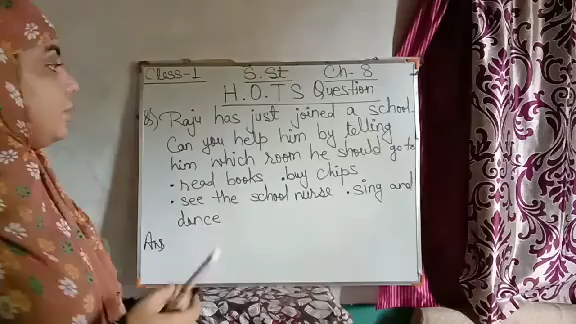 Class-1 S.St Ch-8
H.O.T.S Question
8) Raju has just joined a school.
Can you help him by telling
him which room he should go to
• read books • buy chips
• see the school nurse • sing and
dance
Ans